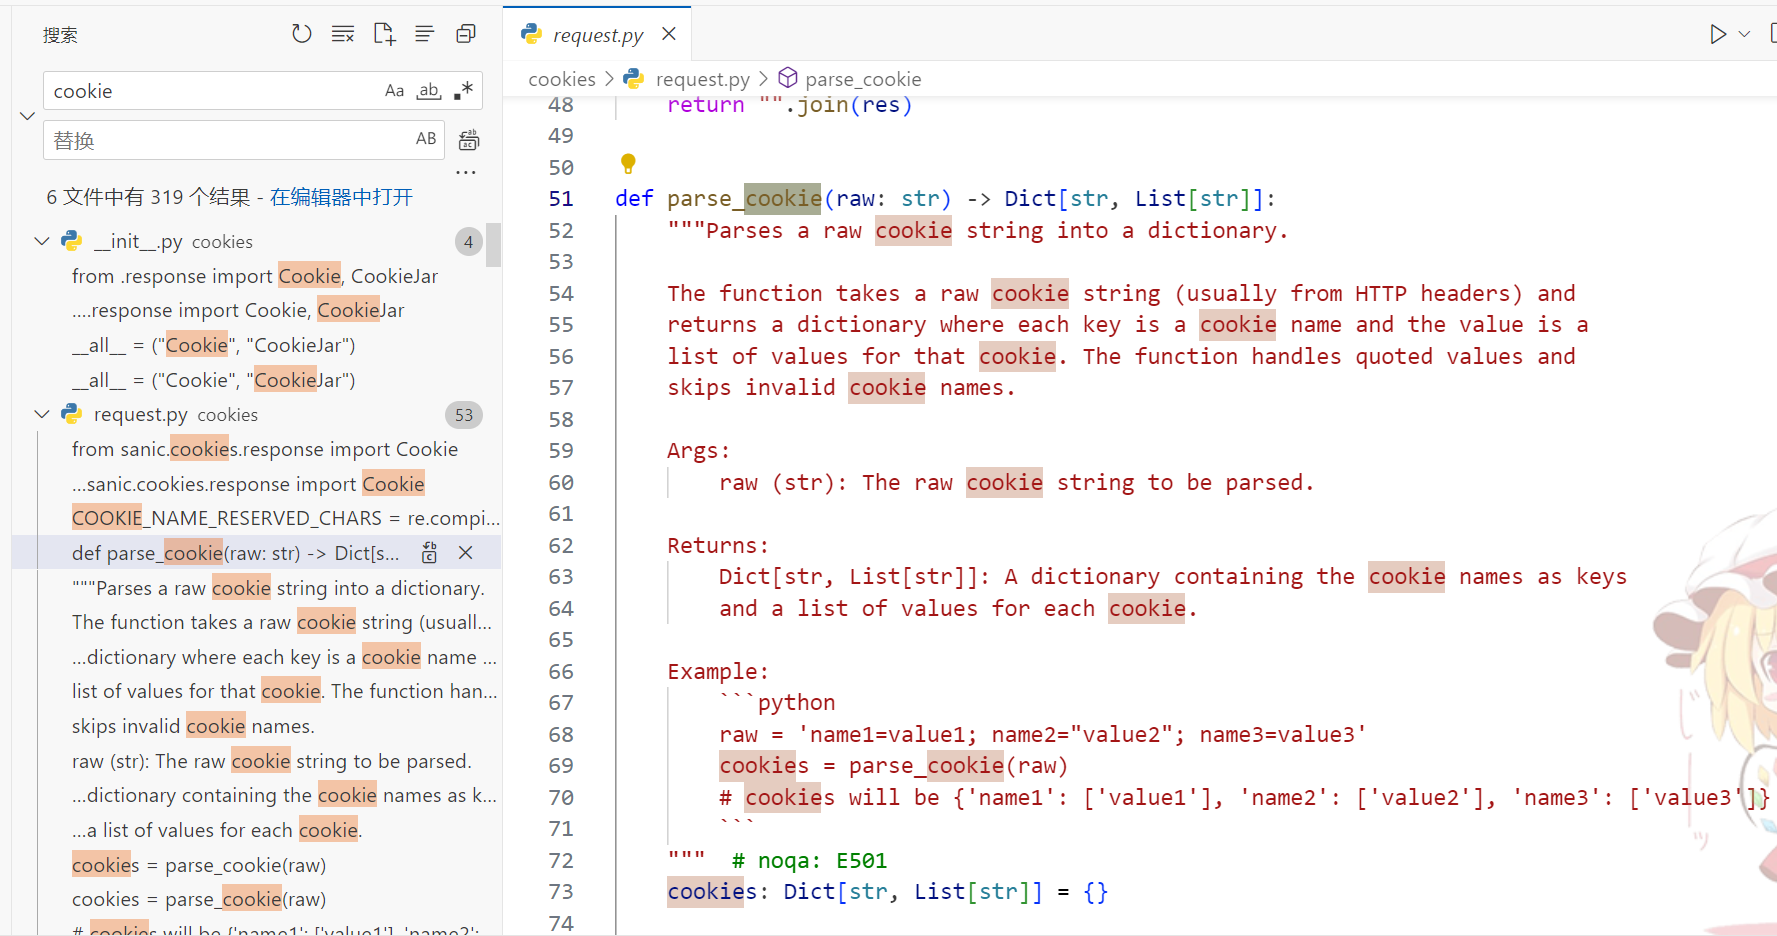 搜索
cookie
Aa ab .*
替换
AB
6 文件中有 319 个结果 - 在编辑器中打开
__init__.py cookies 4
from .response import Cookie, CookieJar
....response import Cookie, CookieJar
__all__ = ("Cookie", "CookieJar")
__all__ = ("Cookie", "CookieJar")
request.py cookies 53
from sanic.cookies.response import Cookie
...sanic.cookies.response import Cookie
COOKIE_NAME_RESERVED_CHARS = re.compi...
def parse_cookie(raw: str) -> Dict[s...
"""Parses a raw cookie string into a dictionary.
The function takes a raw cookie string (usuall...
...dictionary where each key is a cookie name ...
list of values for that cookie. The function han...
skips invalid cookie names.
raw (str): The raw cookie string to be parsed.
...dictionary containing the cookie names as k...
...a list of values for each cookie.
cookies = parse_cookie(raw)
cookies = parse_cookie(raw)
# cookies will be {'name1': ['value1'], 'name2':
request.py
cookies > request.py > parse_cookie
48 return "".join(res)
49
50
51 def parse_cookie(raw: str) -> Dict[str, List[str]]:
52 """Parses a raw cookie string into a dictionary.
53
54 The function takes a raw cookie string (usually from HTTP headers) and
55 returns a dictionary where each key is a cookie name and the value is a
56 list of values for that cookie. The function handles quoted values and
57 skips invalid cookie names.
58
59 Args:
60 raw (str): The raw cookie string to be parsed.
61
62 Returns:
63 Dict[str, List[str]]: A dictionary containing the cookie names as keys
64 and a list of values for each cookie.
65
66 Example:
67 ```python
68 raw = 'name1=value1; name2="value2"; name3=value3'
69 cookies = parse_cookie(raw)
70 # cookies will be {'name1': ['value1'], 'name2': ['value2'], 'name3': ['value3']}
71 ```
72 """ # noqa: E501
73 cookies: Dict[str, List[str]] = {}
74